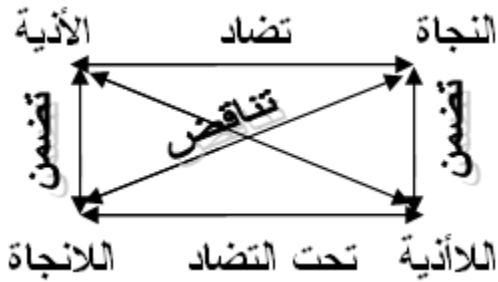 النجاة تضاد الأذية
تضمن تناقض تضمن
اللاأذية تحت التضاد اللانجاة